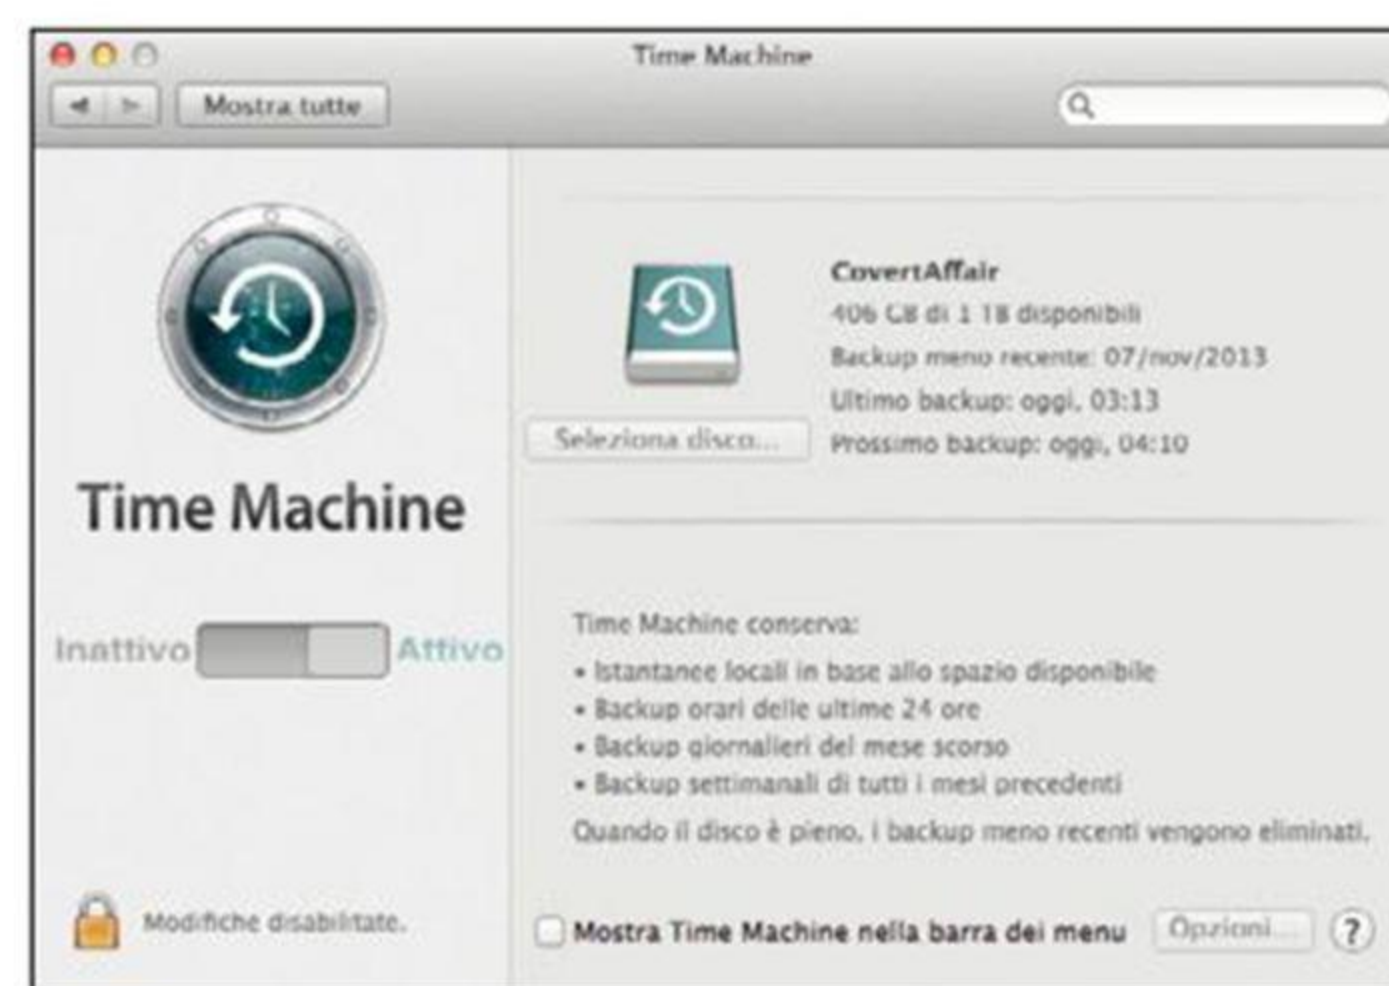 Time Machine
Mostra tutte
Time Machine
Inattivo Attivo
Modifiche disabilitate.
CovertAffair
406 GB di 1 TB disponibili
Backup meno recente: 07/nov/2013
Ultimo backup: oggi, 03:13
Prossimo backup: oggi, 04:10
Seleziona disco...
Time Machine conserva:
• Istantanee locali in base allo spazio disponibile
• Backup orari delle ultime 24 ore
• Backup giornalieri del mese scorso
• Backup settimanali di tutti i mesi precedenti
Quando il disco è pieno, i backup meno recenti vengono eliminati.
Mostra Time Machine nella barra dei menu
Opzioni...
?